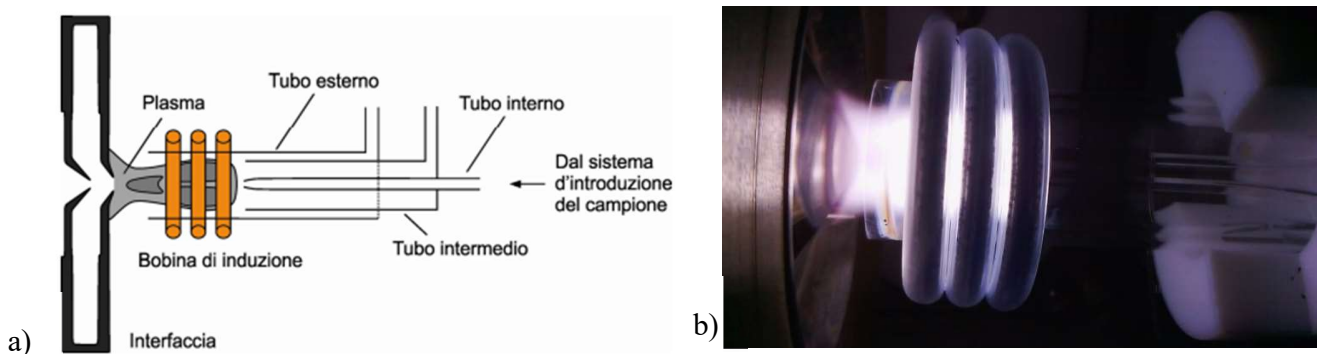 Tubo esterno
Plasma
Tubo interno
Dal sistema
d'introduzione
del campione
Tubo intermedio
Bobina di induzione
Interfaccia
a)
b)